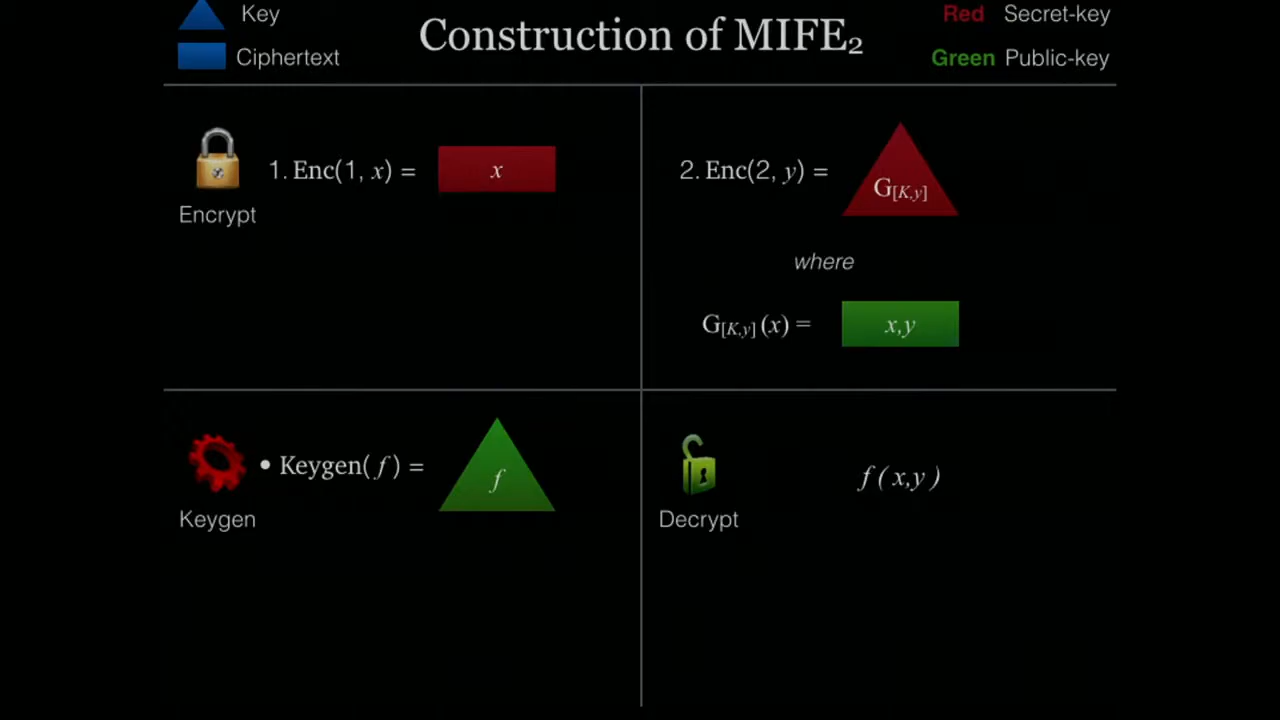 Key
Ciphertext
Construction of MIFE₂
Red Secret-key
Green Public-key
Encrypt
1. Enc(1, x) = x
2. Enc(2, y) = G[K,y]
where
G[K,y](x) = x,y
Keygen
• Keygen( f ) = f
Decrypt
f ( x,y )